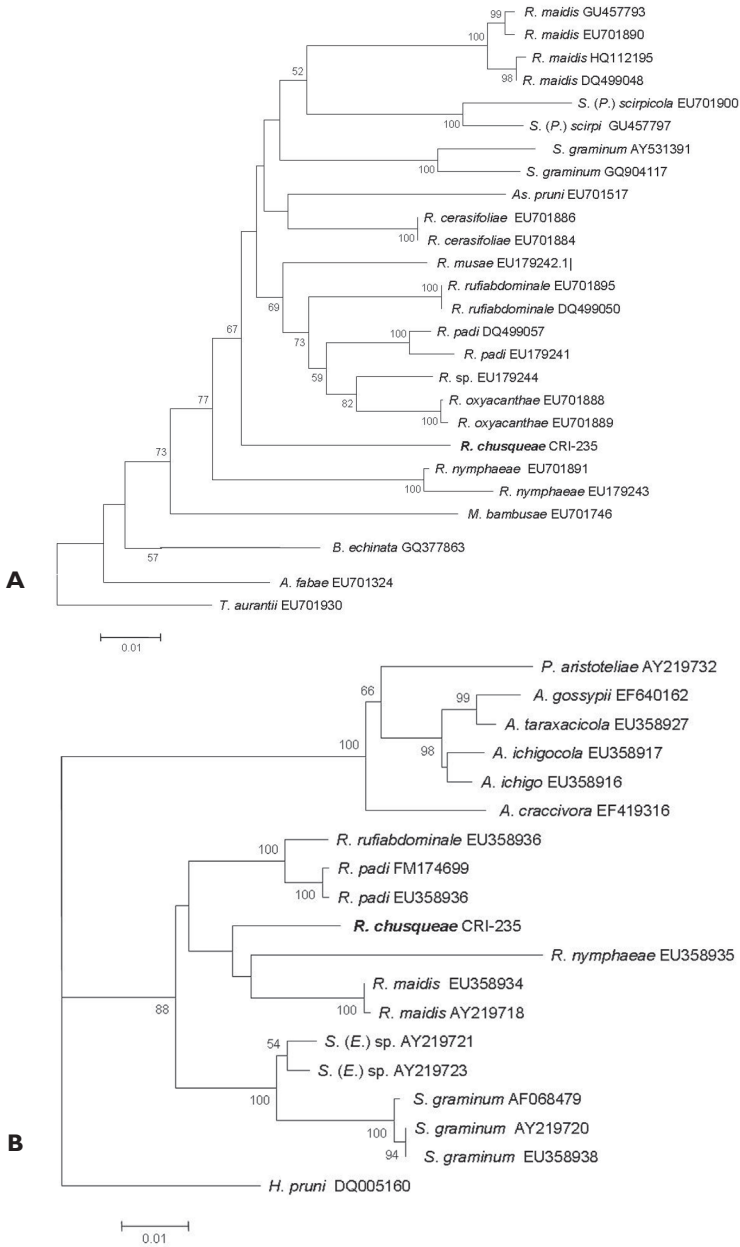 99
R. maidis GU457793
R. maidis EU701890
100
R. maidis HQ112195
98
R. maidis DQ499048
52
S. (P.) scirpicola EU701900
100
S. (P.) scirpi GU457797
S. graminum AY531391
100
S. graminum GQ904117
As. pruni EU701517
R. cerasifoliae EU701886
100
R. cerasifoliae EU701884
R. musae EU179242.1|
69
100
R. rufiabdominale EU701895
R. rufiabdominale DQ499050
73
100
R. padi DQ499057
R. padi EU179241
59
R. sp. EU179244
82
R. oxyacanthae EU701888
100
R. oxyacanthae EU701889
67
R. chusqueae CRI-235
77
R. nymphaeae EU701891
100
R. nymphaeae EU179243
73
M. bambusae EU701746
57
B. echinata GQ377863
A
A. fabae EU701324
T. aurantii EU701930
0.01
P. aristoteliae AY219732
66
99
A. gossypii EF640162
A. taraxacicola EU358927
100
98
A. ichigocola EU358917
A. ichigo EU358916
A. craccivora EF419316
100
R. rufiabdominale EU358936
R. padi FM174699
100
R. padi EU358936
R. chusqueae CRI-235
R. nymphaeae EU358935
R. maidis EU358934
100
R. maidis AY219718
88
54
S. (E.) sp. AY219721
S. (E.) sp. AY219723
100
S. graminum AF068479
100
S. graminum AY219720
94
S. graminum EU358938
B
H. pruni DQ005160
0.01